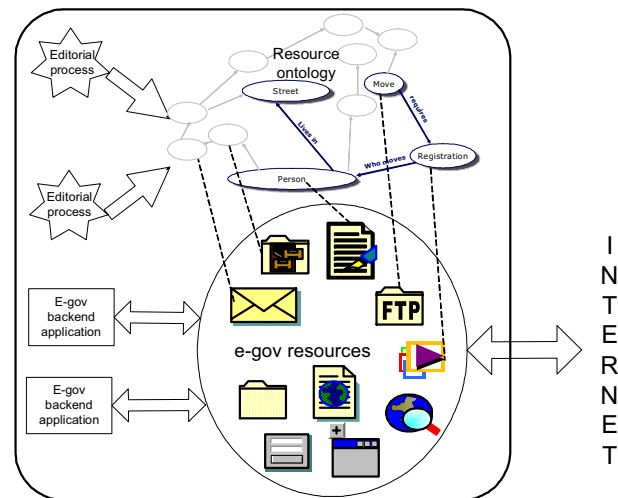 Editorial
process
Resource
ontology
Street
Move
requires
Lives in
Who moves
Registration
Person
Editorial
process
E-gov
backend
application
FTP
e-gov resources
E-gov
backend
application
I
N
T
E
R
N
E
T